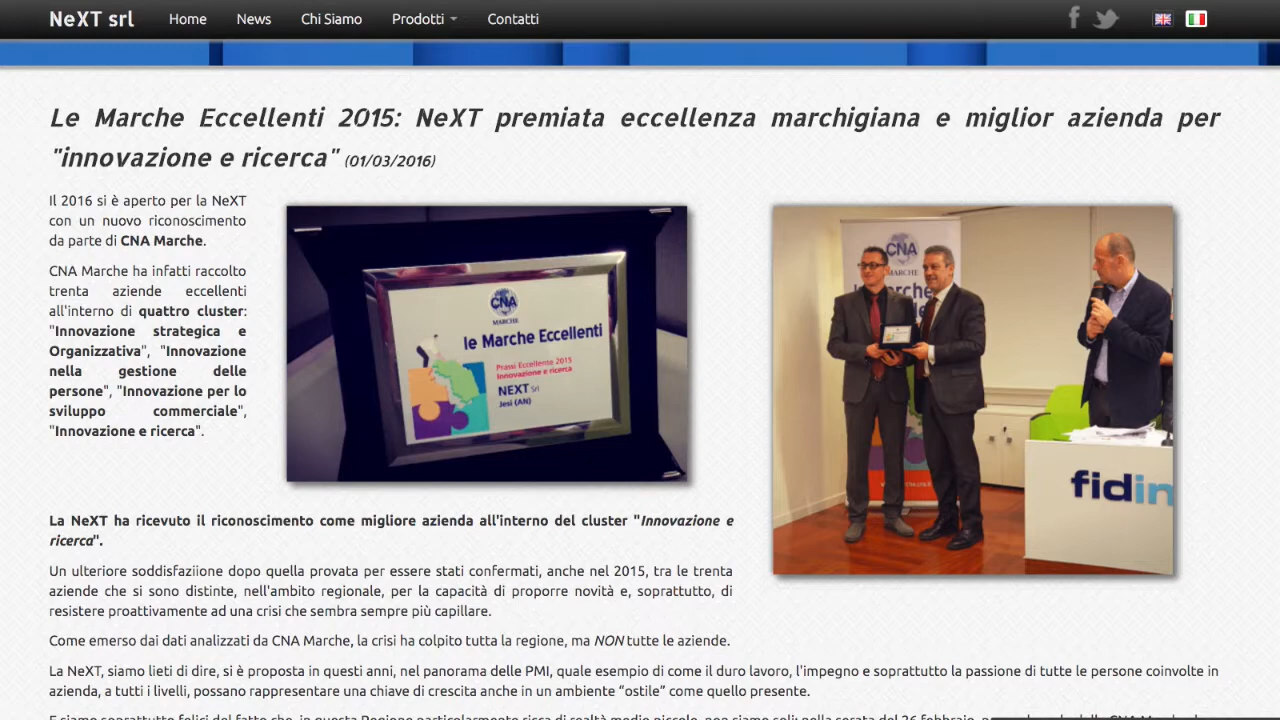 NeXT srl Home News Chi Siamo Prodotti Contatti
Le Marche Eccellenti 2015: NeXT premiata eccellenza marchigiana e miglior azienda per
"innovazione e ricerca" (01/03/2016)
Il 2016 si è aperto per la NeXT
con un nuovo riconoscimento
da parte di CNA Marche.
CNA Marche ha infatti raccolto
trenta aziende eccellenti
all'interno di quattro cluster:
"Innovazione strategica e
Organizzativa", "Innovazione
nella gestione delle
persone", "Innovazione per lo
sviluppo commerciale",
"Innovazione e ricerca".
CNA
MARCHE
le Marche Eccellenti
Prassi Eccellente 2015
Innovazione e ricerca
NEXT Srl
Jesi (AN)
CNA
MARCHE
fidim
La NeXT ha ricevuto il riconoscimento come migliore azienda all'interno del cluster "Innovazione e
ricerca".
Un ulteriore soddisfaziione dopo quella provata per essere stati confermati, anche nel 2015, tra le trenta
aziende che si sono distinte, nell'ambito regionale, per la capacità di proporre novità e, soprattutto, di
resistere proattivamente ad una crisi che sembra sempre più capillare.
Come emerso dai dati analizzati da CNA Marche, la crisi ha colpito tutta la regione, ma NON tutte le aziende.
La NeXT, siamo lieti di dire, si è proposta in questi anni, nel panorama delle PMI, quale esempio di come il duro lavoro, l'impegno e soprattutto la passione di tutte le persone coinvolte in
azienda, a tutti i livelli, possano rappresentare una chiave di crescita anche in un ambiente “ostile” come quello presente.